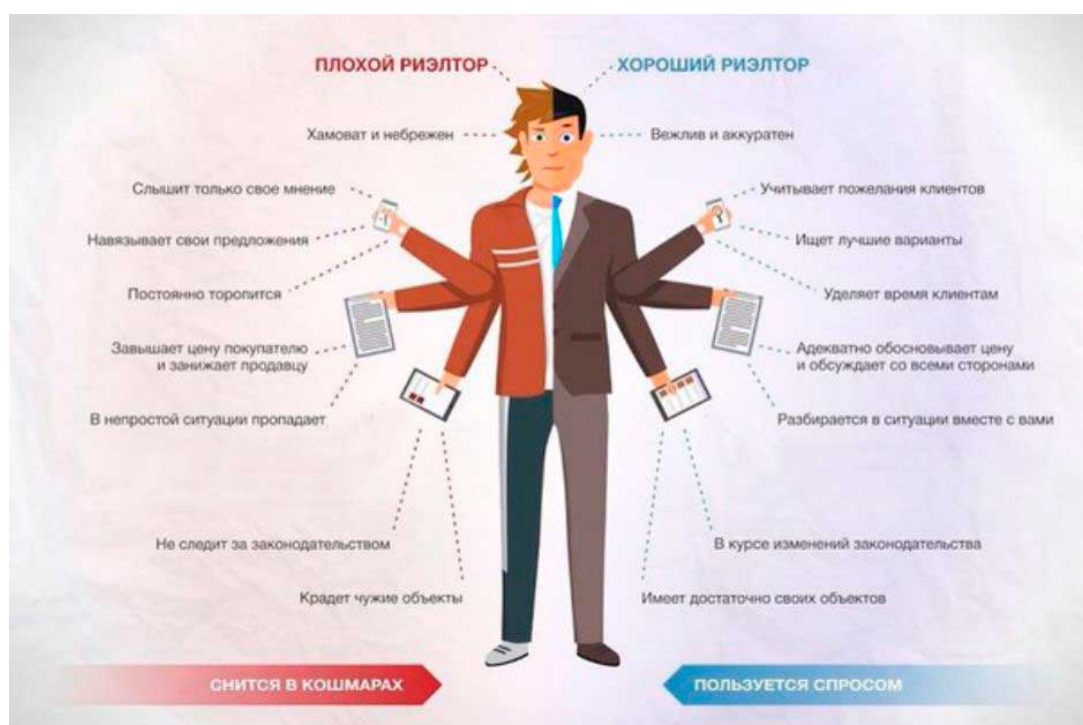 ПЛОХОЙ РИЭЛТОР
ХОРОШИЙ РИЭЛТОР
Хамоват и небрежен
Вежлив и аккуратен
Слышит только свое мнение
Учитывает пожелания клиентов
Навязывает свои предложения
Ищет лучшие варианты
Постоянно торопится
Уделяет время клиентам
Завышает цену покупателю
и занижает продавцу
Адекватно обосновывает цену
и обсуждает со всеми сторонами
В непростой ситуации пропадает
Разбирается в ситуации вместе с вами
Не следит за законодательством
В курсе изменений законодательства
Крадет чужие объекты
Имеет достаточно своих объектов
СНИТСЯ В КОШМАРАХ
ПОЛЬЗУЕТСЯ СПРОСОМ